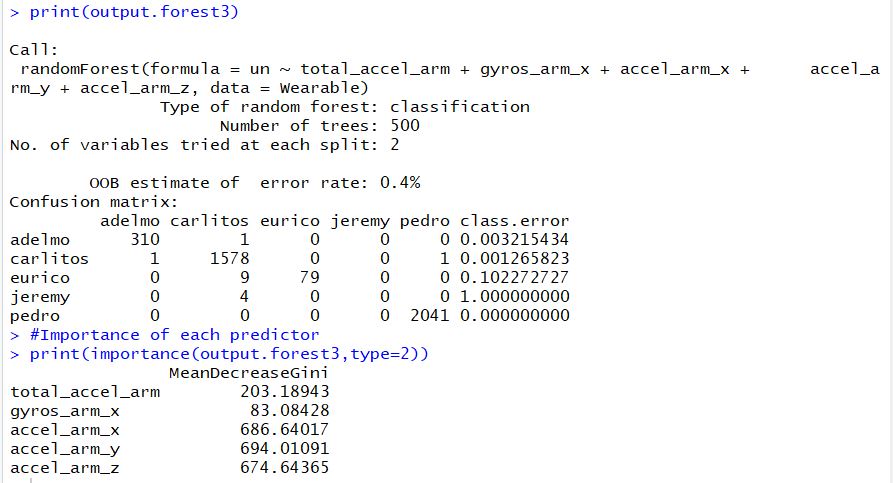 > print(output.forest3)
Call:
randomForest(formula = un ~ total_accel_arm + gyros_arm_x + accel_arm_x + accel_a
rm_y + accel_arm_z, data = Wearable)
Type of random forest: classification
Number of trees: 500
No. of variables tried at each split: 2
OOB estimate of error rate: 0.4%
Confusion matrix:
adelmo carlitos eurico jeremy pedro class.error
adelmo 310 1 0 0 0 0.003215434
carlitos 1 1578 0 0 1 0.001265823
eurico 0 9 79 0 0 0.102272727
jeremy 0 4 0 0 0 1.000000000
pedro 0 0 0 0 2041 0.000000000
> #Importance of each predictor
> print(importance(output.forest3,type=2))
MeanDecreaseGini
total_accel_arm 203.18943
gyros_arm_x 83.08428
accel_arm_x 686.64017
accel_arm_y 694.01091
accel_arm_z 674.64365